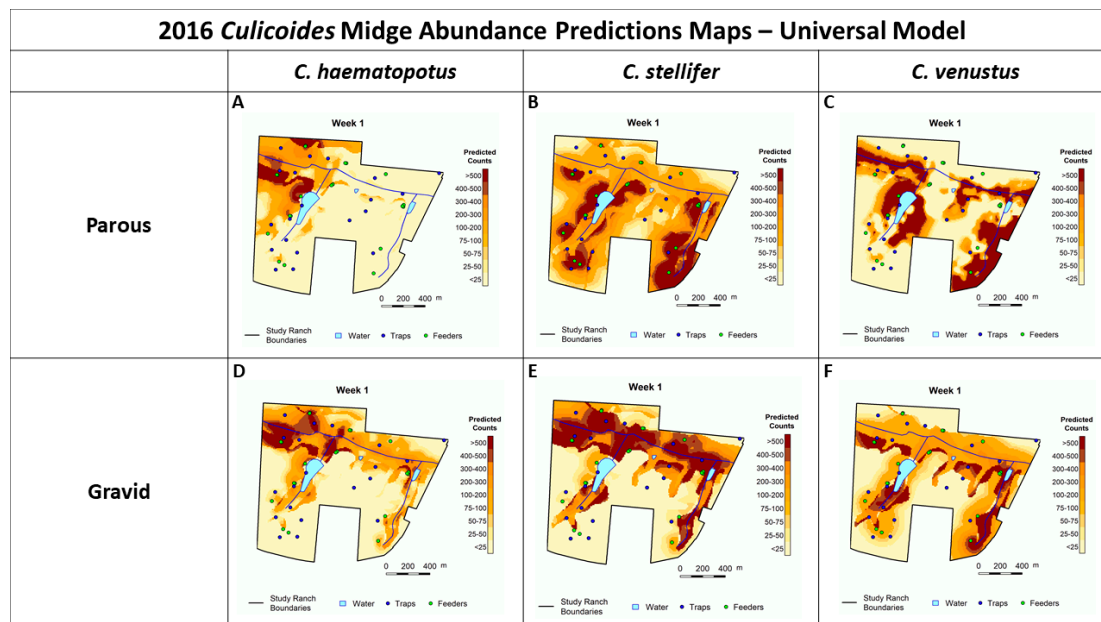 2016 Culicoides Midge Abundance Predictions Maps – Universal Model
C. haematopotus
C. stellifer
C. venustus
Parous
A
Week 1
Predicted
Counts
>500
400-500
300-400
200-300
100-200
75-100
50-75
25-50
<25
0 200 400 m
Study Ranch
Boundaries
Water
Traps
Feeders
B
Week 1
Predicted
Counts
>500
400-500
300-400
200-300
100-200
75-100
50-75
25-50
<25
0 200 400 m
Study Ranch
Boundaries
Water
Traps
Feeders
C
Week 1
Predicted
Counts
>500
400-500
300-400
200-300
100-200
75-100
50-75
25-50
<25
0 200 400 m
Study Ranch
Boundaries
Water
Traps
Feeders
Gravid
D
Week 1
Predicted
Counts
>500
400-500
300-400
200-300
100-200
75-100
50-75
25-50
<25
0 200 400 m
Study Ranch
Boundaries
Water
Traps
Feeders
E
Week 1
Predicted
Counts
>500
400-500
300-400
200-300
100-200
75-100
50-75
25-50
<25
0 200 400 m
Study Ranch
Boundaries
Water
Traps
Feeders
F
Week 1
Predicted
Counts
>500
400-500
300-400
200-300
100-200
75-100
50-75
25-50
<25
0 200 400 m
Study Ranch
Boundaries
Water
Traps
Feeders